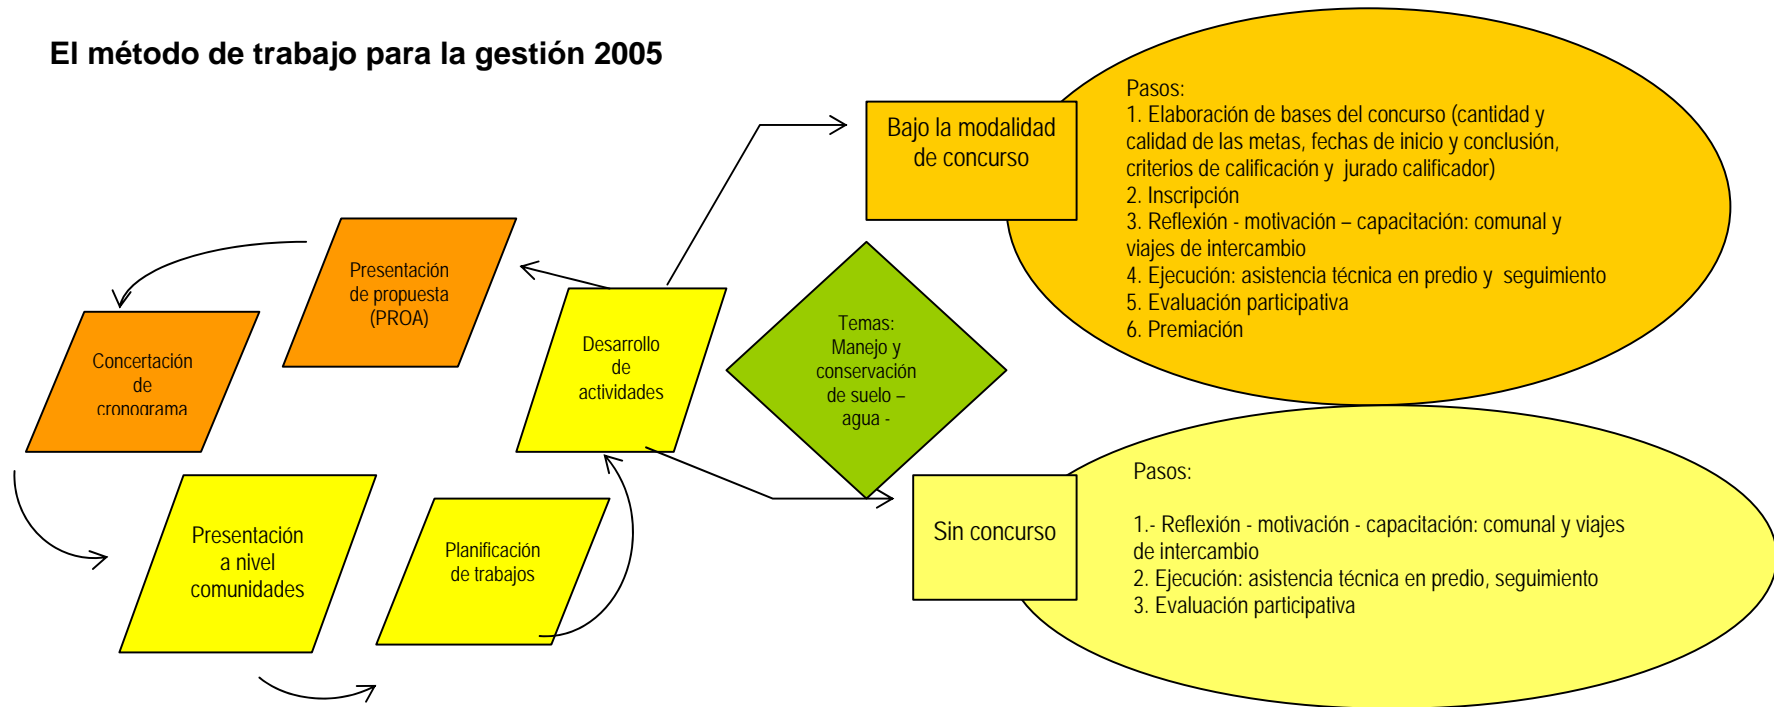 El método de trabajo para la gestión 2005
Presentación
de propuesta
(PROA)
Concertación
de
cronograma
Presentación
a nivel
comunidades
Planificación
de trabajos
Desarrollo
de
actividades
Temas:
Manejo y
conservación
de suelo –
agua -
Bajo la modalidad
de concurso
Pasos:
1. Elaboración de bases del concurso (cantidad y
calidad de las metas, fechas de inicio y conclusión,
criterios de calificación y  jurado calificador)
2. Inscripción
3. Reflexión - motivación – capacitación: comunal y
viajes de intercambio
4. Ejecución: asistencia técnica en predio y  seguimiento
5. Evaluación participativa
6. Premiación
Sin concurso
Pasos:
1.- Reflexión - motivación - capacitación: comunal y viajes
de intercambio
2. Ejecución: asistencia técnica en predio, seguimiento
3. Evaluación participativa